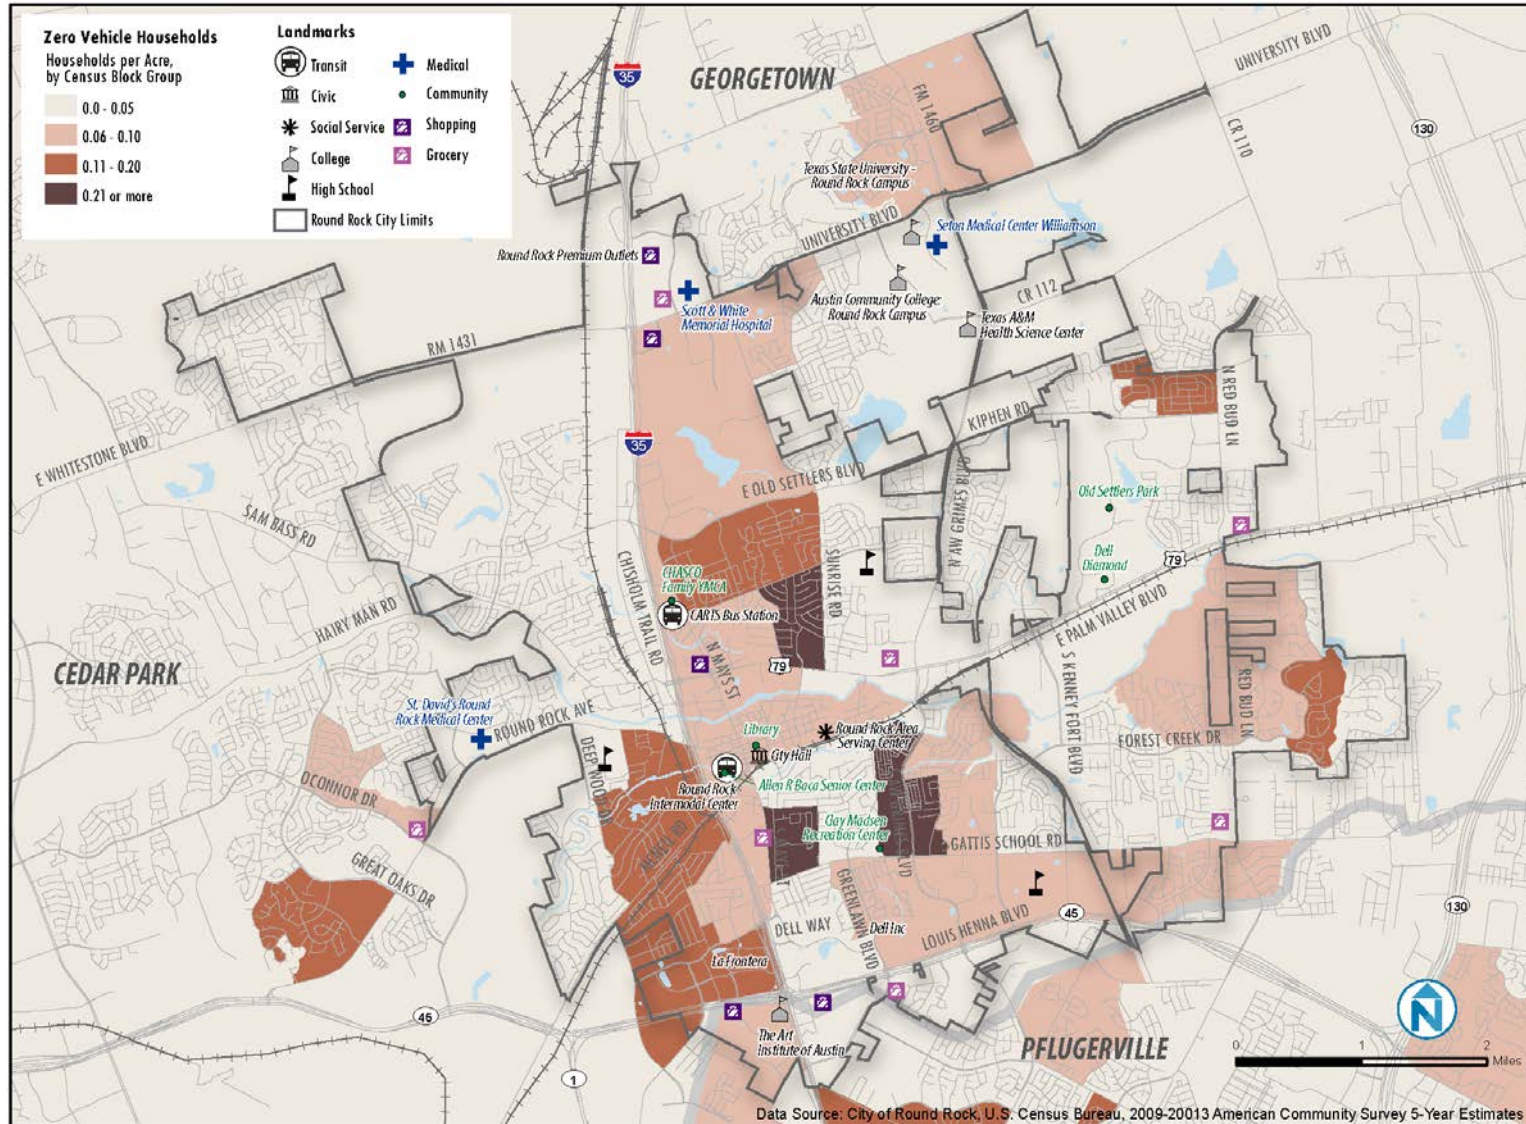 Zero Vehicle Households
Households per Acre,
by Census Block Group
0.0 - 0.05
0.06 - 0.10
0.11 - 0.20
0.21 or more
Landmarks
Transit
Civic
Social Service
College
High School
Medical
Community
Shopping
Grocery
Round Rock City Limits
35
GEORGETOWN
FM 1460
UNIVERSITY BLVD
CR 110
130
Texas State University -
Round Rock Campus
UNIVERSITY BLVD
Seton Medical Center Williamson
Round Rock Premium Outlets
Scott & White
Memorial Hospital
Austin Community College:
Round Rock Campus
CR 112
Texas A&M
Health Science Center
RM 1431
E WHITESTONE BLVD
35
KIPHEN RD
N RED BUD LN
E OLD SETTLERS BLVD
N AW GRIMES BLVD
Old Settlers Park
SAM BASS RD
CHISHOLM TRAIL RD
SUNRISE RD
Dell
Diamond
79
CHASCO
Family YMCA
CARTS Bus Station
HAIRY MAN RD
E PALM VALLEY BLVD
CEDAR PARK
N MAYS ST
79
S KENNEY FORT BLVD
RED BUD LN
St. David's Round
Rock Medical Center
ROUND ROCK AVE
Library
Round Rock Area
Serving Center
City Hall
FOREST CREEK DR
OCONNOR DR
Round Rock
Intermodal Center
Allen R Baca Senior Center
Clay Madsen
Recreation Center
GATTIS SCHOOL RD
MCNEIL RD
GREAT OAKS DR
GREENLAWN BLVD
DELL WAY
Dell Inc
LOUIS HENNA BLVD
45
130
La Frontera
45
The Art
Institute of Austin
PFLUGERVILLE
1
N
0 1 2
Miles
Data Source: City of Round Rock, U.S. Census Bureau, 2009-20013 American Community Survey 5-Year Estimates